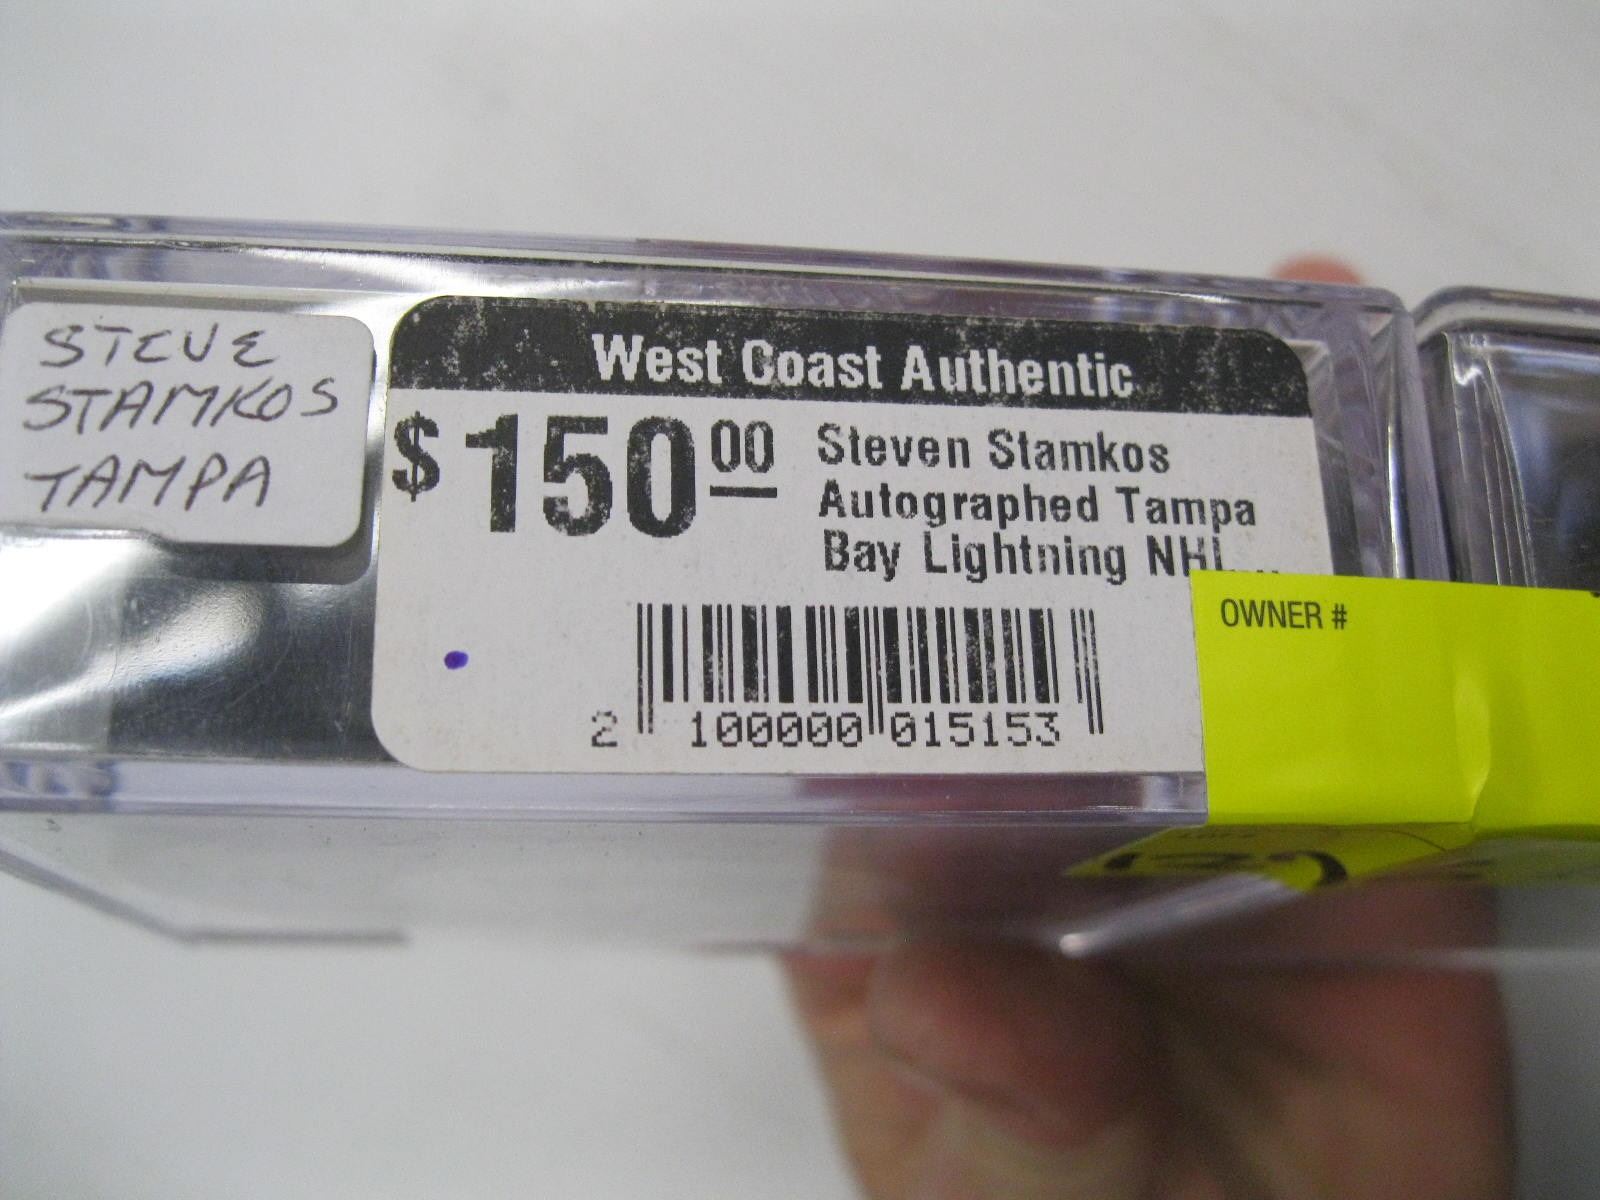 STEVE
STAMKOS
TAMPA
West Coast Authentic
$150.00
Steven Stamkos
Autographed Tampa
Bay Lightning NHL...
2 100000 015153
OWNER #